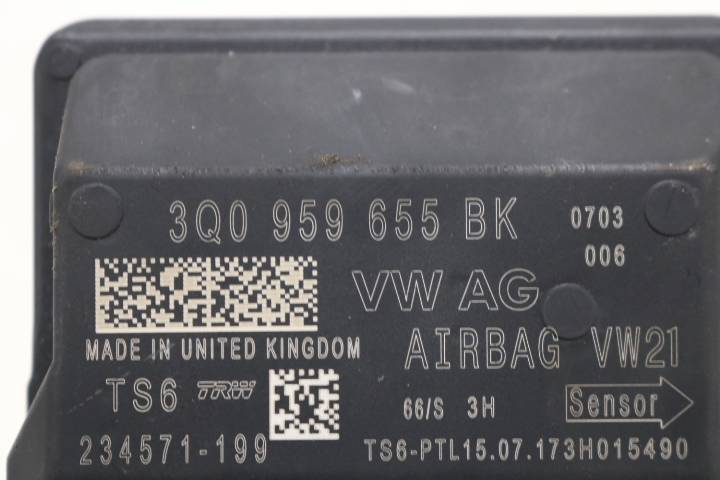 3Q0 959 655 BK 0703
006
VW AG
AIRBAG VW21
MADE IN UNITED KINGDOM
TS6 TRW
66/S 3H
Sensor
234571-199
TS6-PTL15.07.173H015490